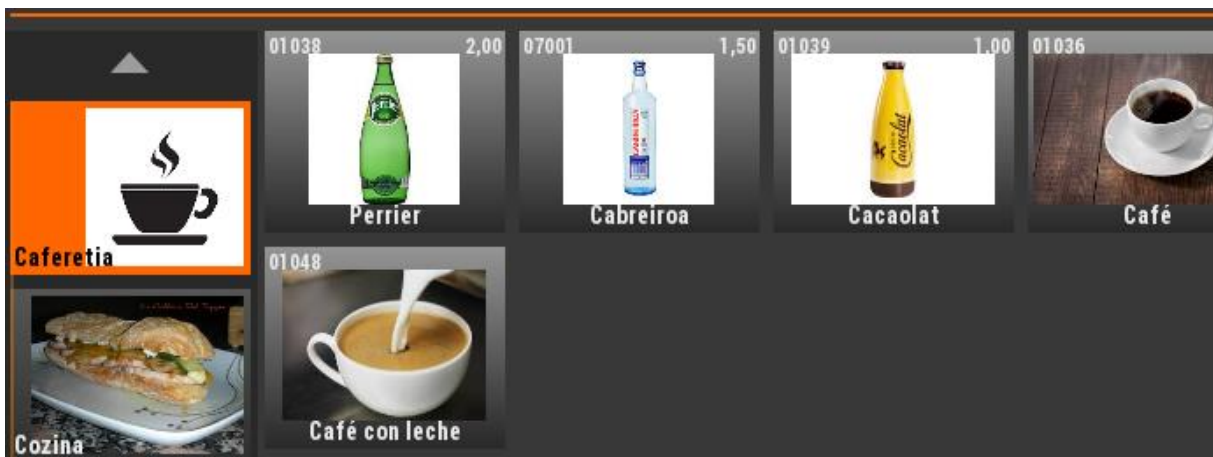 01038 2,00
Perrier
07001 1,50
Cabreiroa
01039 1,00
Cacaolat
Cacaolat
01036
Café
Caferetia
01048
Café con leche
Cozina